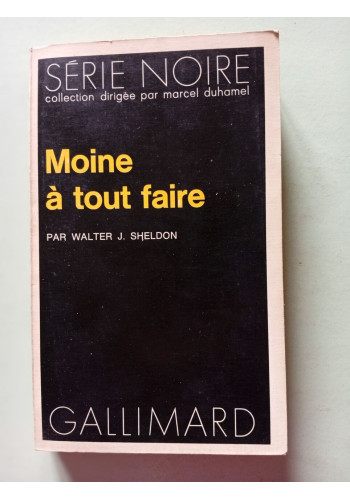 SÉRIE NOIRE
collection dirigée par marcel duhamel
Moine
à tout faire
PAR WALTER J. SHELDON
GALLIMARD